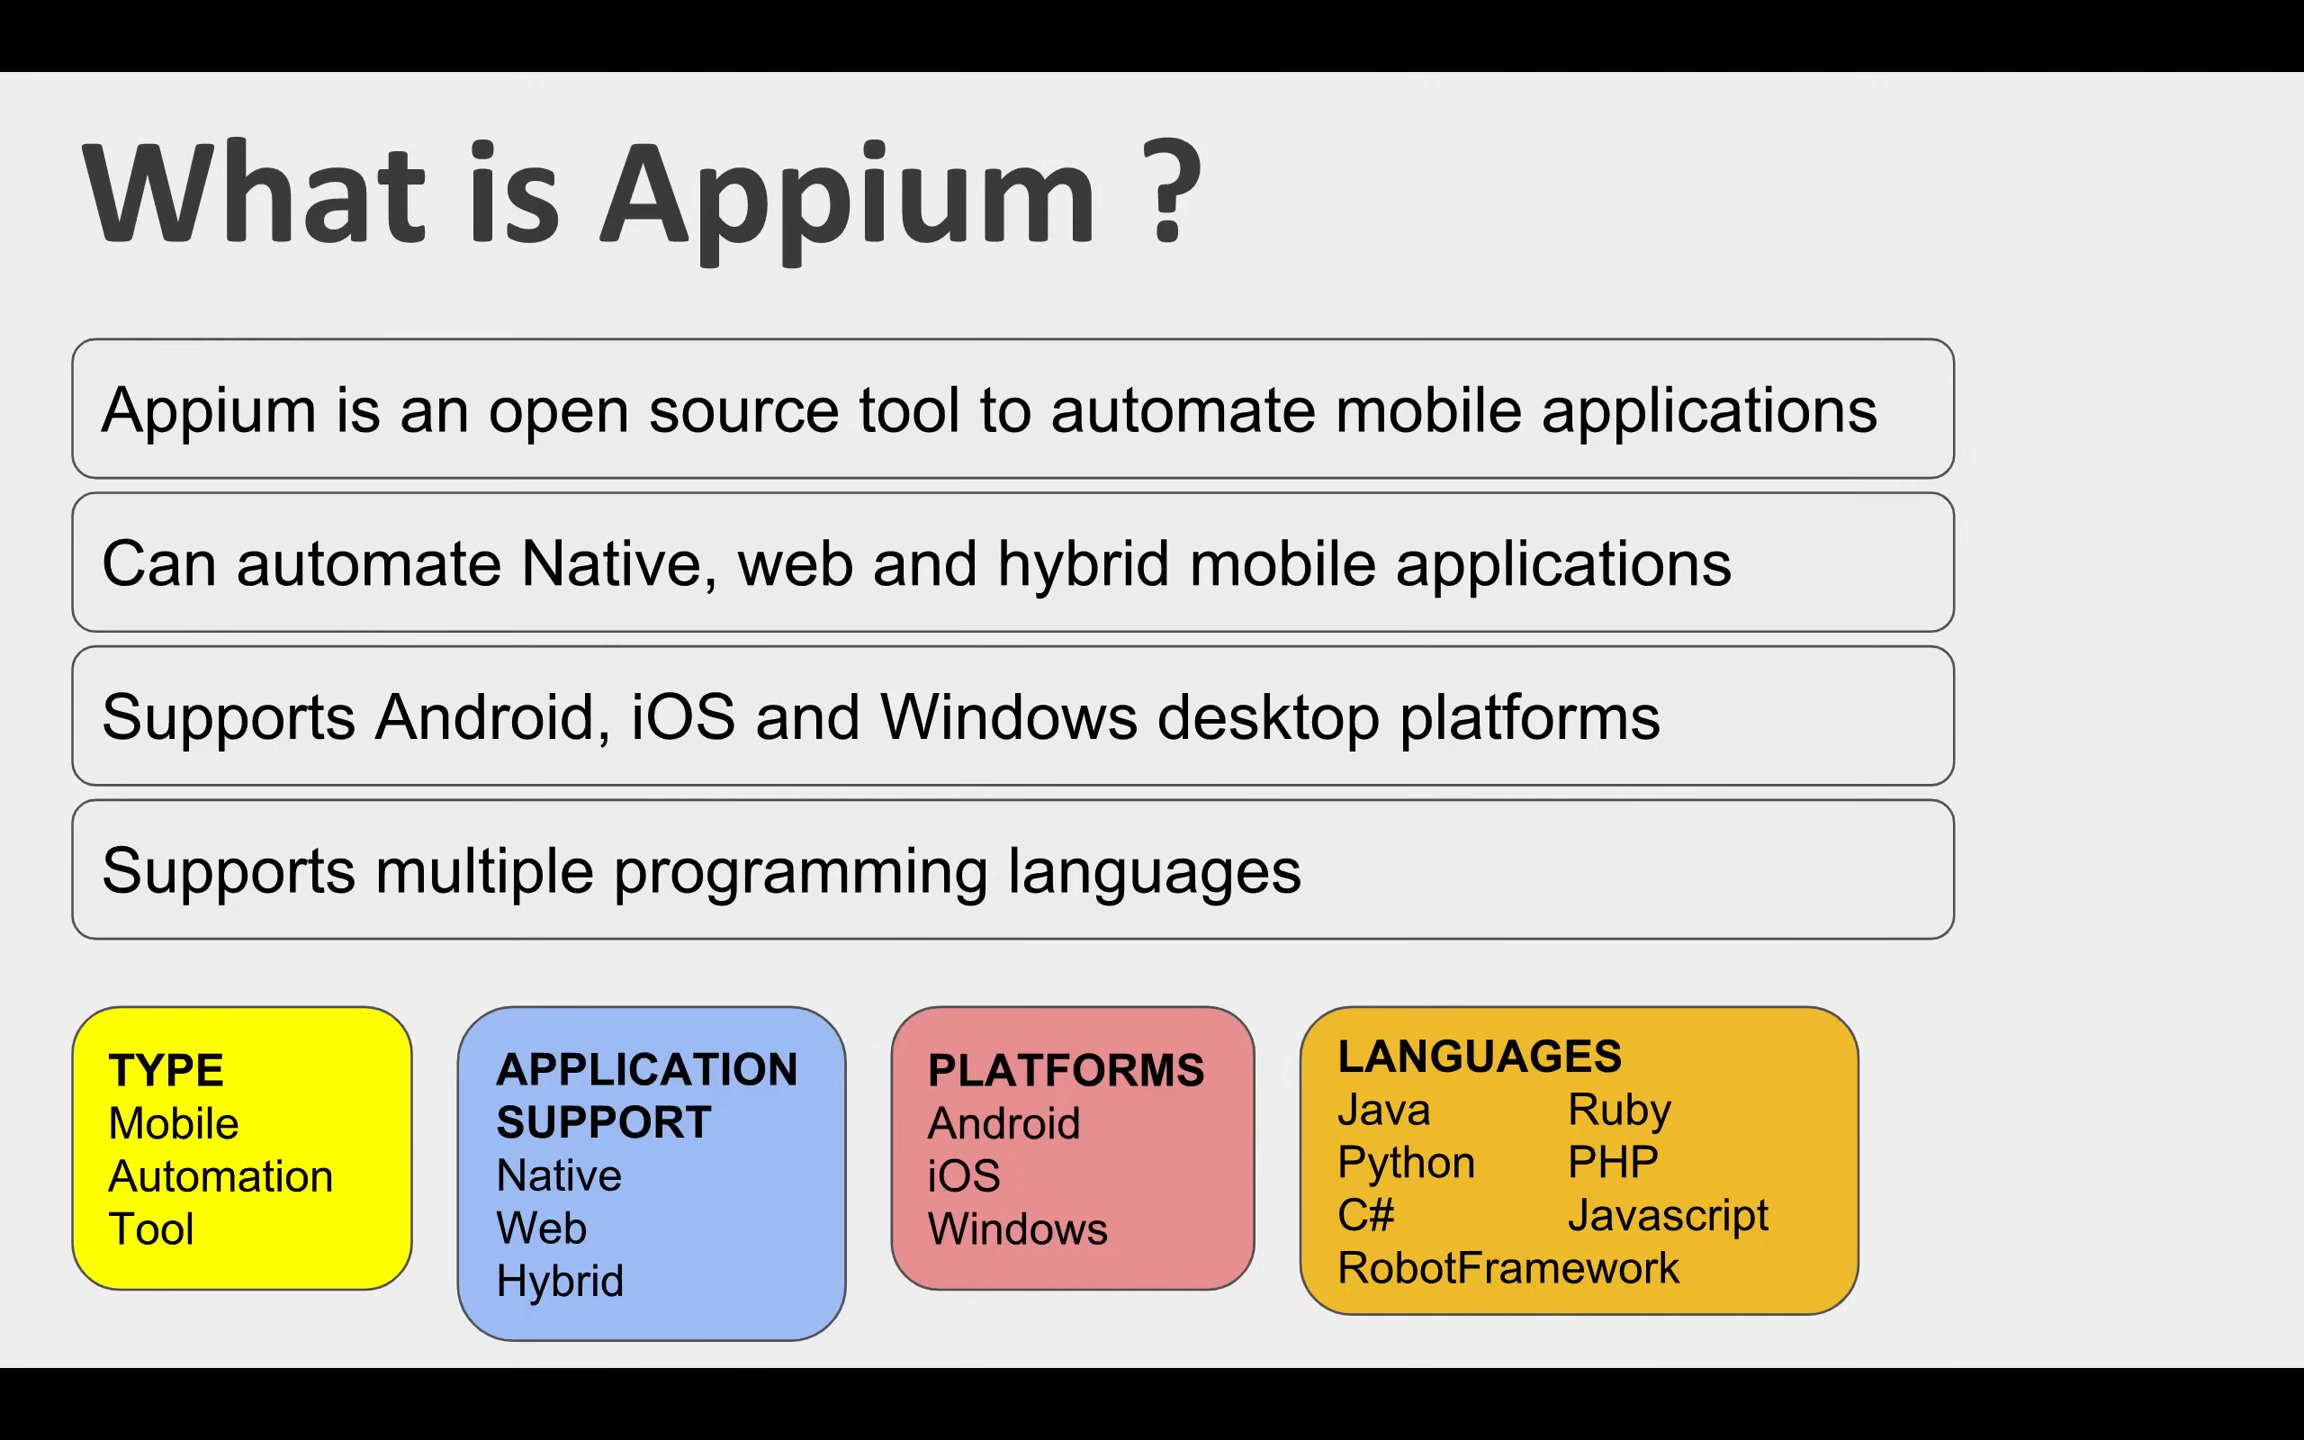 What is Appium ?
Appium is an open source tool to automate mobile applications
Can automate Native, web and hybrid mobile applications
Supports Android, iOS and Windows desktop platforms
Supports multiple programming languages
TYPE
Mobile
Automation
Tool
APPLICATION
SUPPORT
Native
Web
Hybrid
PLATFORMS
Android
iOS
Windows
LANGUAGES
Java Ruby
Python PHP
C# Javascript
RobotFramework